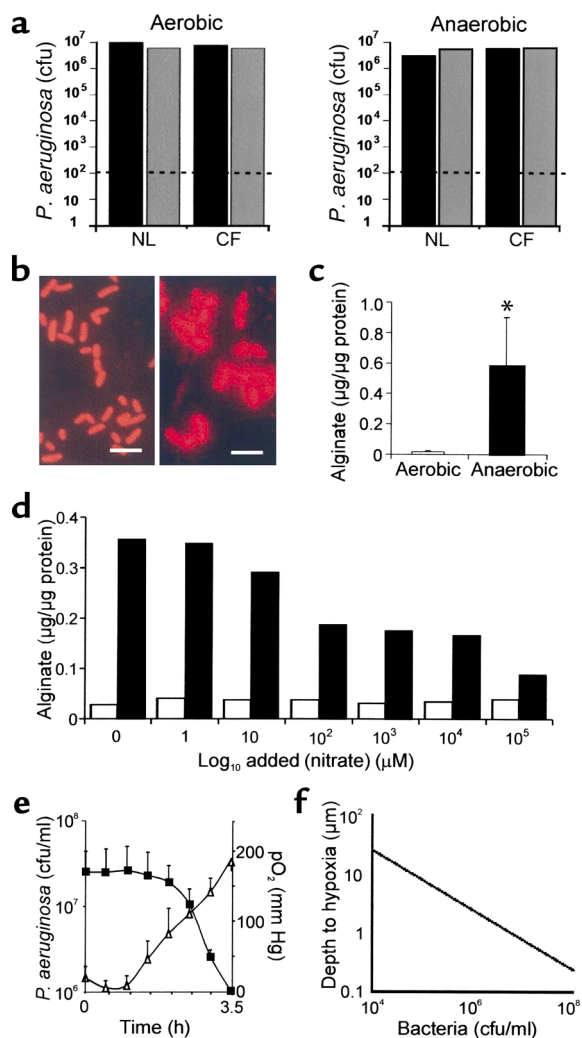 a
Aerobic
P. aeruginosa (cfu)
10⁷
10⁶
10⁵
10⁴
10³
10²
10
1
NL
CF
Anaerobic
P. aeruginosa (cfu)
10⁷
10⁶
10⁵
10⁴
10³
10²
10
1
NL
CF
b
c
Alginate (µg/µg protein)
1.0
0.8
0.6
0.4
0.2
0
*
Aerobic
Anaerobic
d
Alginate (µg/µg protein)
0.4
0.3
0.2
0.1
0
0 1 10 10² 10³ 10⁴ 10⁵
Log₁₀ added (nitrate) (µM)
e
P. aeruginosa (cfu/ml)
10⁸
10⁷
10⁶
200
100
0
pO₂ (mm Hg)
0
3.5
Time (h)
f
Depth to hypoxia (µm)
100
10
1
0.1
10⁴ 10⁶ 10⁸
Bacteria (cfu/ml)